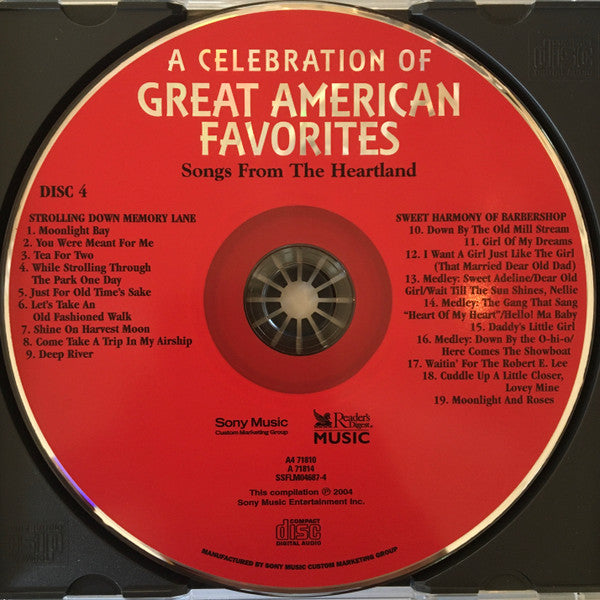 A CELEBRATION OF
GREAT AMERICAN
FAVORITES
Songs From The Heartland
DISC 4
STROLLING DOWN MEMORY LANE
1. Moonlight Bay
2. You Were Meant For Me
3. Tea For Two
4. While Strolling Through
The Park One Day
5. Just For Old Time's Sake
6. Let's Take An
Old Fashioned Walk
7. Shine On Harvest Moon
8. Come Take A Trip In My Airship
9. Deep River
SWEET HARMONY OF BARBERSHOP
10. Down By The Old Mill Stream
11. Girl Of My Dreams
12. I Want A Girl Just Like The Girl
(That Married Dear Old Dad)
13. Medley: Sweet Adeline/Dear Old
Girl/Wait Till The Sun Shines, Nellie
14. Medley: The Gang That Sang
"Heart Of My Heart"/Hello! Ma Baby
15. Daddy's Little Girl
16. Medley: Down By the O-hi-o/
Here Comes The Showboat
17. Waitin' For The Robert E. Lee
18. Cuddle Up A Little Closer,
Lovey Mine
19. Moonlight And Roses
Sony Music
Custom Marketing Group
Reader's
Digest
MUSIC
A4 71810
A 71814
SSFLM04687-4
This compilation ℗ 2004
Sony Music Entertainment Inc.
COMPACT
disc
DIGITAL AUDIO
MANUFACTURED BY SONY MUSIC CUSTOM MARKETING GROUP